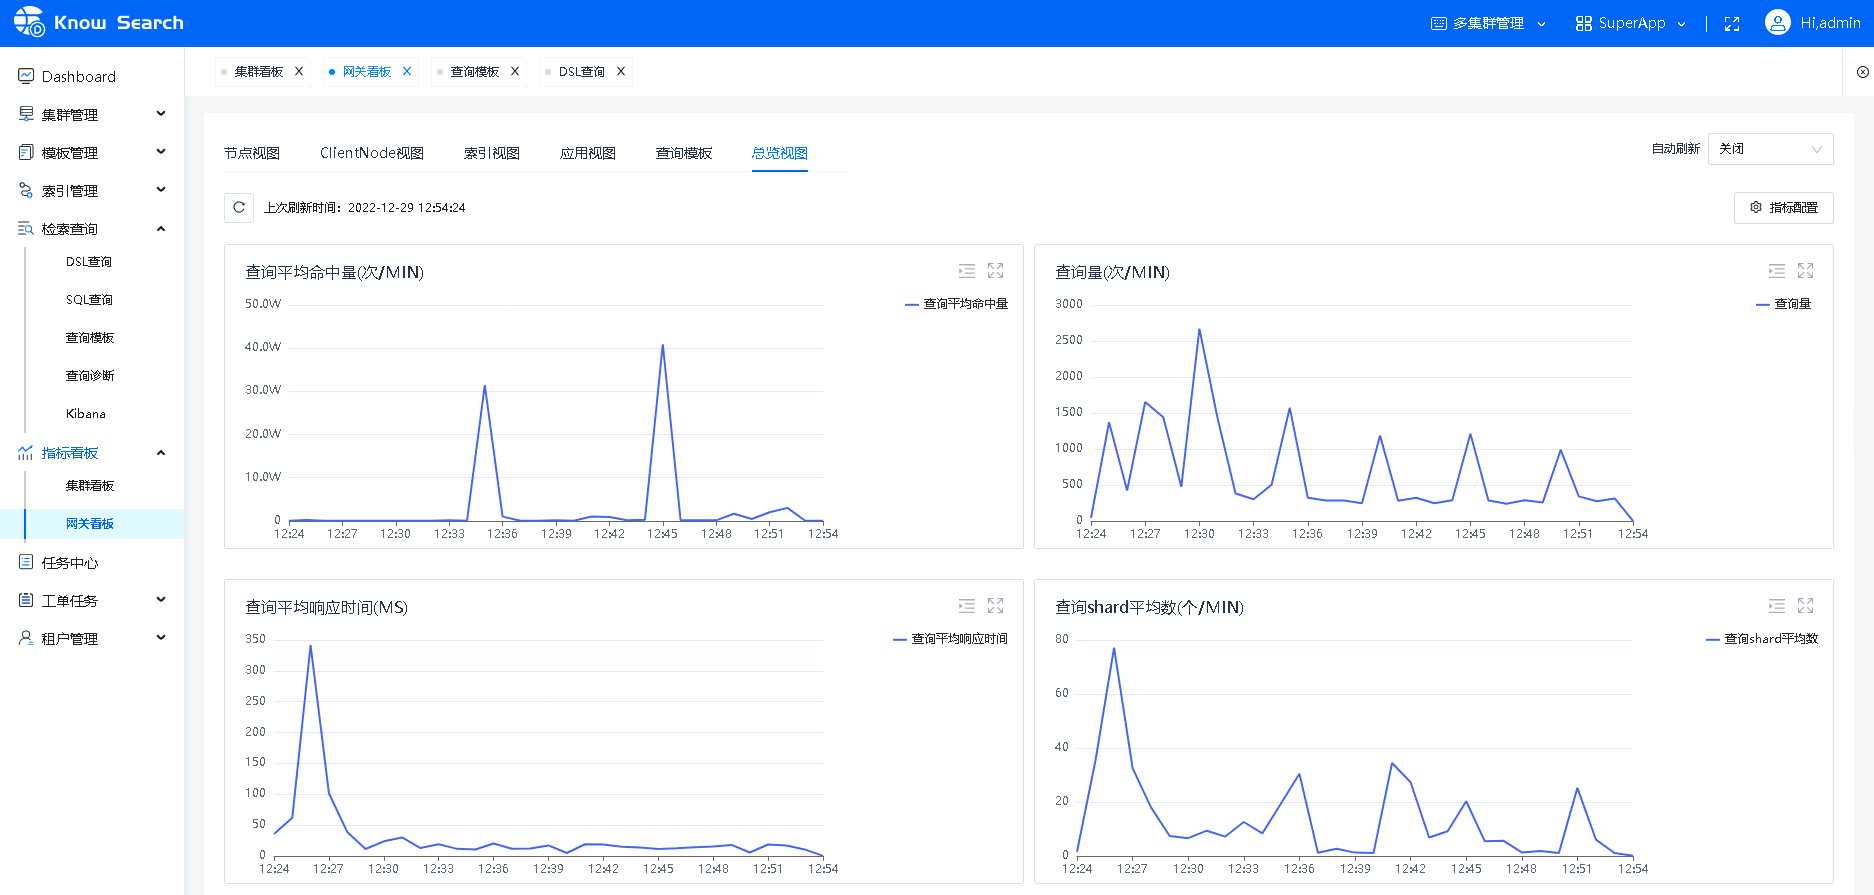 Know Search
多集群管理
SuperApp
Hi,admin
Dashboard
集群管理
模板管理
索引管理
检索查询
DSL查询
SQL查询
查询模板
查询诊断
Kibana
指标看板
集群看板
网关看板
任务中心
工单任务
租户管理
集群看板 X
网关看板 X
查询模板 X
DSL查询 X
节点视图 ClientNode视图 索引视图 应用视图 查询模板 总览视图
自动刷新 关闭
上次刷新时间：2022-12-29 12:54:24
指标配置
查询平均命中量(次/MIN)
查询平均命中量
50.0W
40.0W
30.0W
20.0W
10.0W
0
12:24 12:27 12:30 12:33 12:36 12:39 12:42 12:45 12:48 12:51 12:54
查询量(次/MIN)
查询量
3000
2500
2000
1500
1000
500
0
12:24 12:27 12:30 12:33 12:36 12:39 12:42 12:45 12:48 12:51 12:54
查询平均响应时间(MS)
查询平均响应时间
350
300
250
200
150
100
50
0
12:24 12:27 12:30 12:33 12:36 12:39 12:42 12:45 12:48 12:51 12:54
查询shard平均数(个/MIN)
查询shard平均数
80
60
40
20
0
12:24 12:27 12:30 12:33 12:36 12:39 12:42 12:45 12:48 12:51 12:54